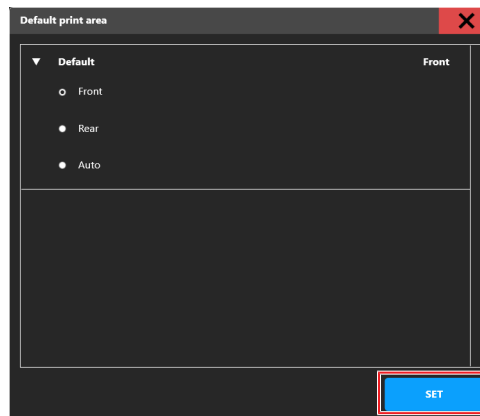 Default print area
Default Front
Front
Rear
Auto
SET